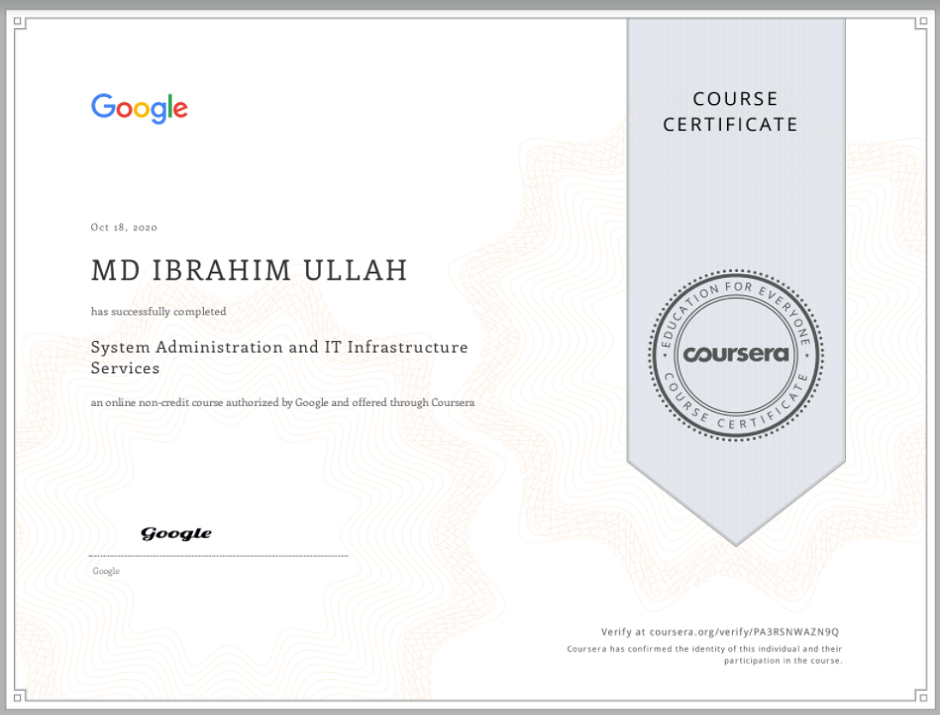 Google
COURSE
CERTIFICATE
Oct 18, 2020
MD IBRAHIM ULLAH
has successfully completed
System Administration and IT Infrastructure
Services
an online non-credit course authorized by Google and offered through Coursera
EDUCATION FOR EVERYONE
coursera
COURSE CERTIFICATE
Google
Google
Verify at coursera.org/verify/PA3RSNWAZN9Q
Coursera has confirmed the identity of this individual and their
participation in the course.